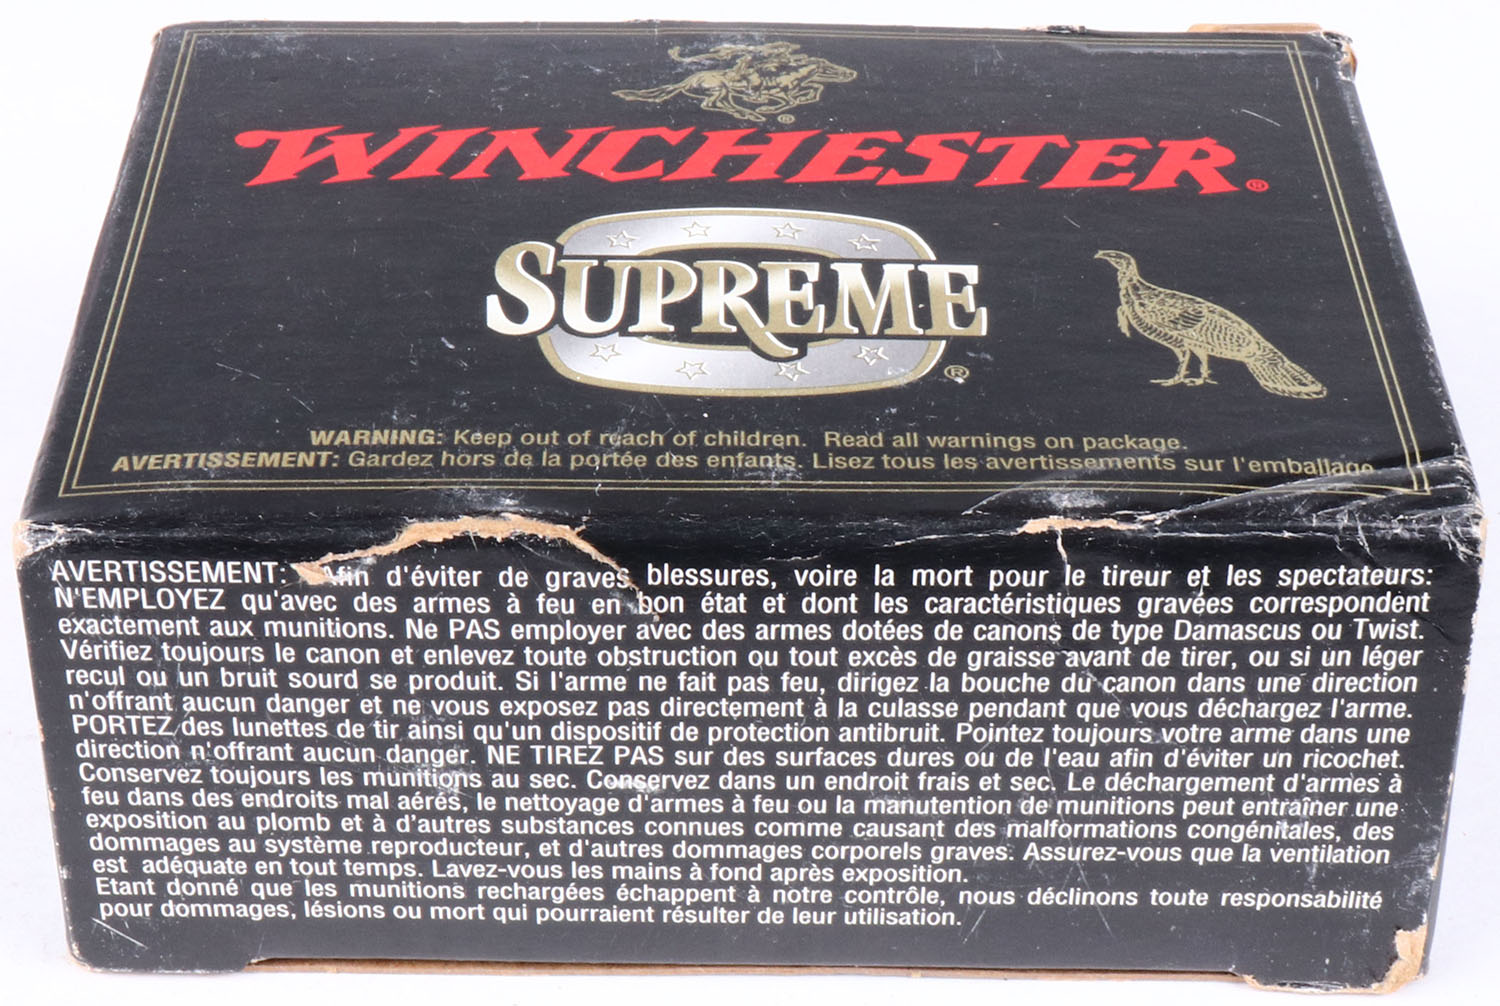 WINCHESTER®
SUPREME®
WARNING: Keep out of reach of children. Read all warnings on package.
AVERTISSEMENT: Gardez hors de la portée des enfants. Lisez tous les avertissements sur l'emballage
AVERTISSEMENT: Afin d'éviter de graves blessures, voire la mort pour le tireur et les spectateurs:
N'EMPLOYEZ qu'avec des armes à feu en bon état et dont les caractéristiques gravées correspondent
exactement aux munitions. Ne PAS employer avec des armes dotées de canons de type Damascus ou Twist.
Vérifiez toujours le canon et enlevez toute obstruction ou tout excès de graisse avant de tirer, ou si un léger
recul ou un bruit sourd se produit. Si l'arme ne fait pas feu, dirigez la bouche du canon dans une direction
n'offrant aucun danger et ne vous exposez pas directement à la culasse pendant que vous déchargez l'arme.
PORTEZ des lunettes de tir ainsi qu'un dispositif de protection antibruit. Pointez toujours votre arme dans une
direction n'offrant aucun danger. NE TIREZ PAS sur des surfaces dures ou de l'eau afin d'éviter un ricochet.
Conservez toujours les munitions au sec. Conservez dans un endroit frais et sec. Le déchargement d'armes à
feu dans des endroits mal aérés, le nettoyage d'armes à feu ou la manutention de munitions peut entraîner une
exposition au plomb et à d'autres substances connues comme causant des malformations congénitales, des
dommages au système reproducteur, et d'autres dommages corporels graves. Assurez-vous que la ventilation
est adéquate en tout temps. Lavez-vous les mains à fond après exposition.
Etant donné que les munitions rechargées échappent à notre contrôle, nous déclinons toute responsabilité
pour dommages, lésions ou mort qui pourraient résulter de leur utilisation.